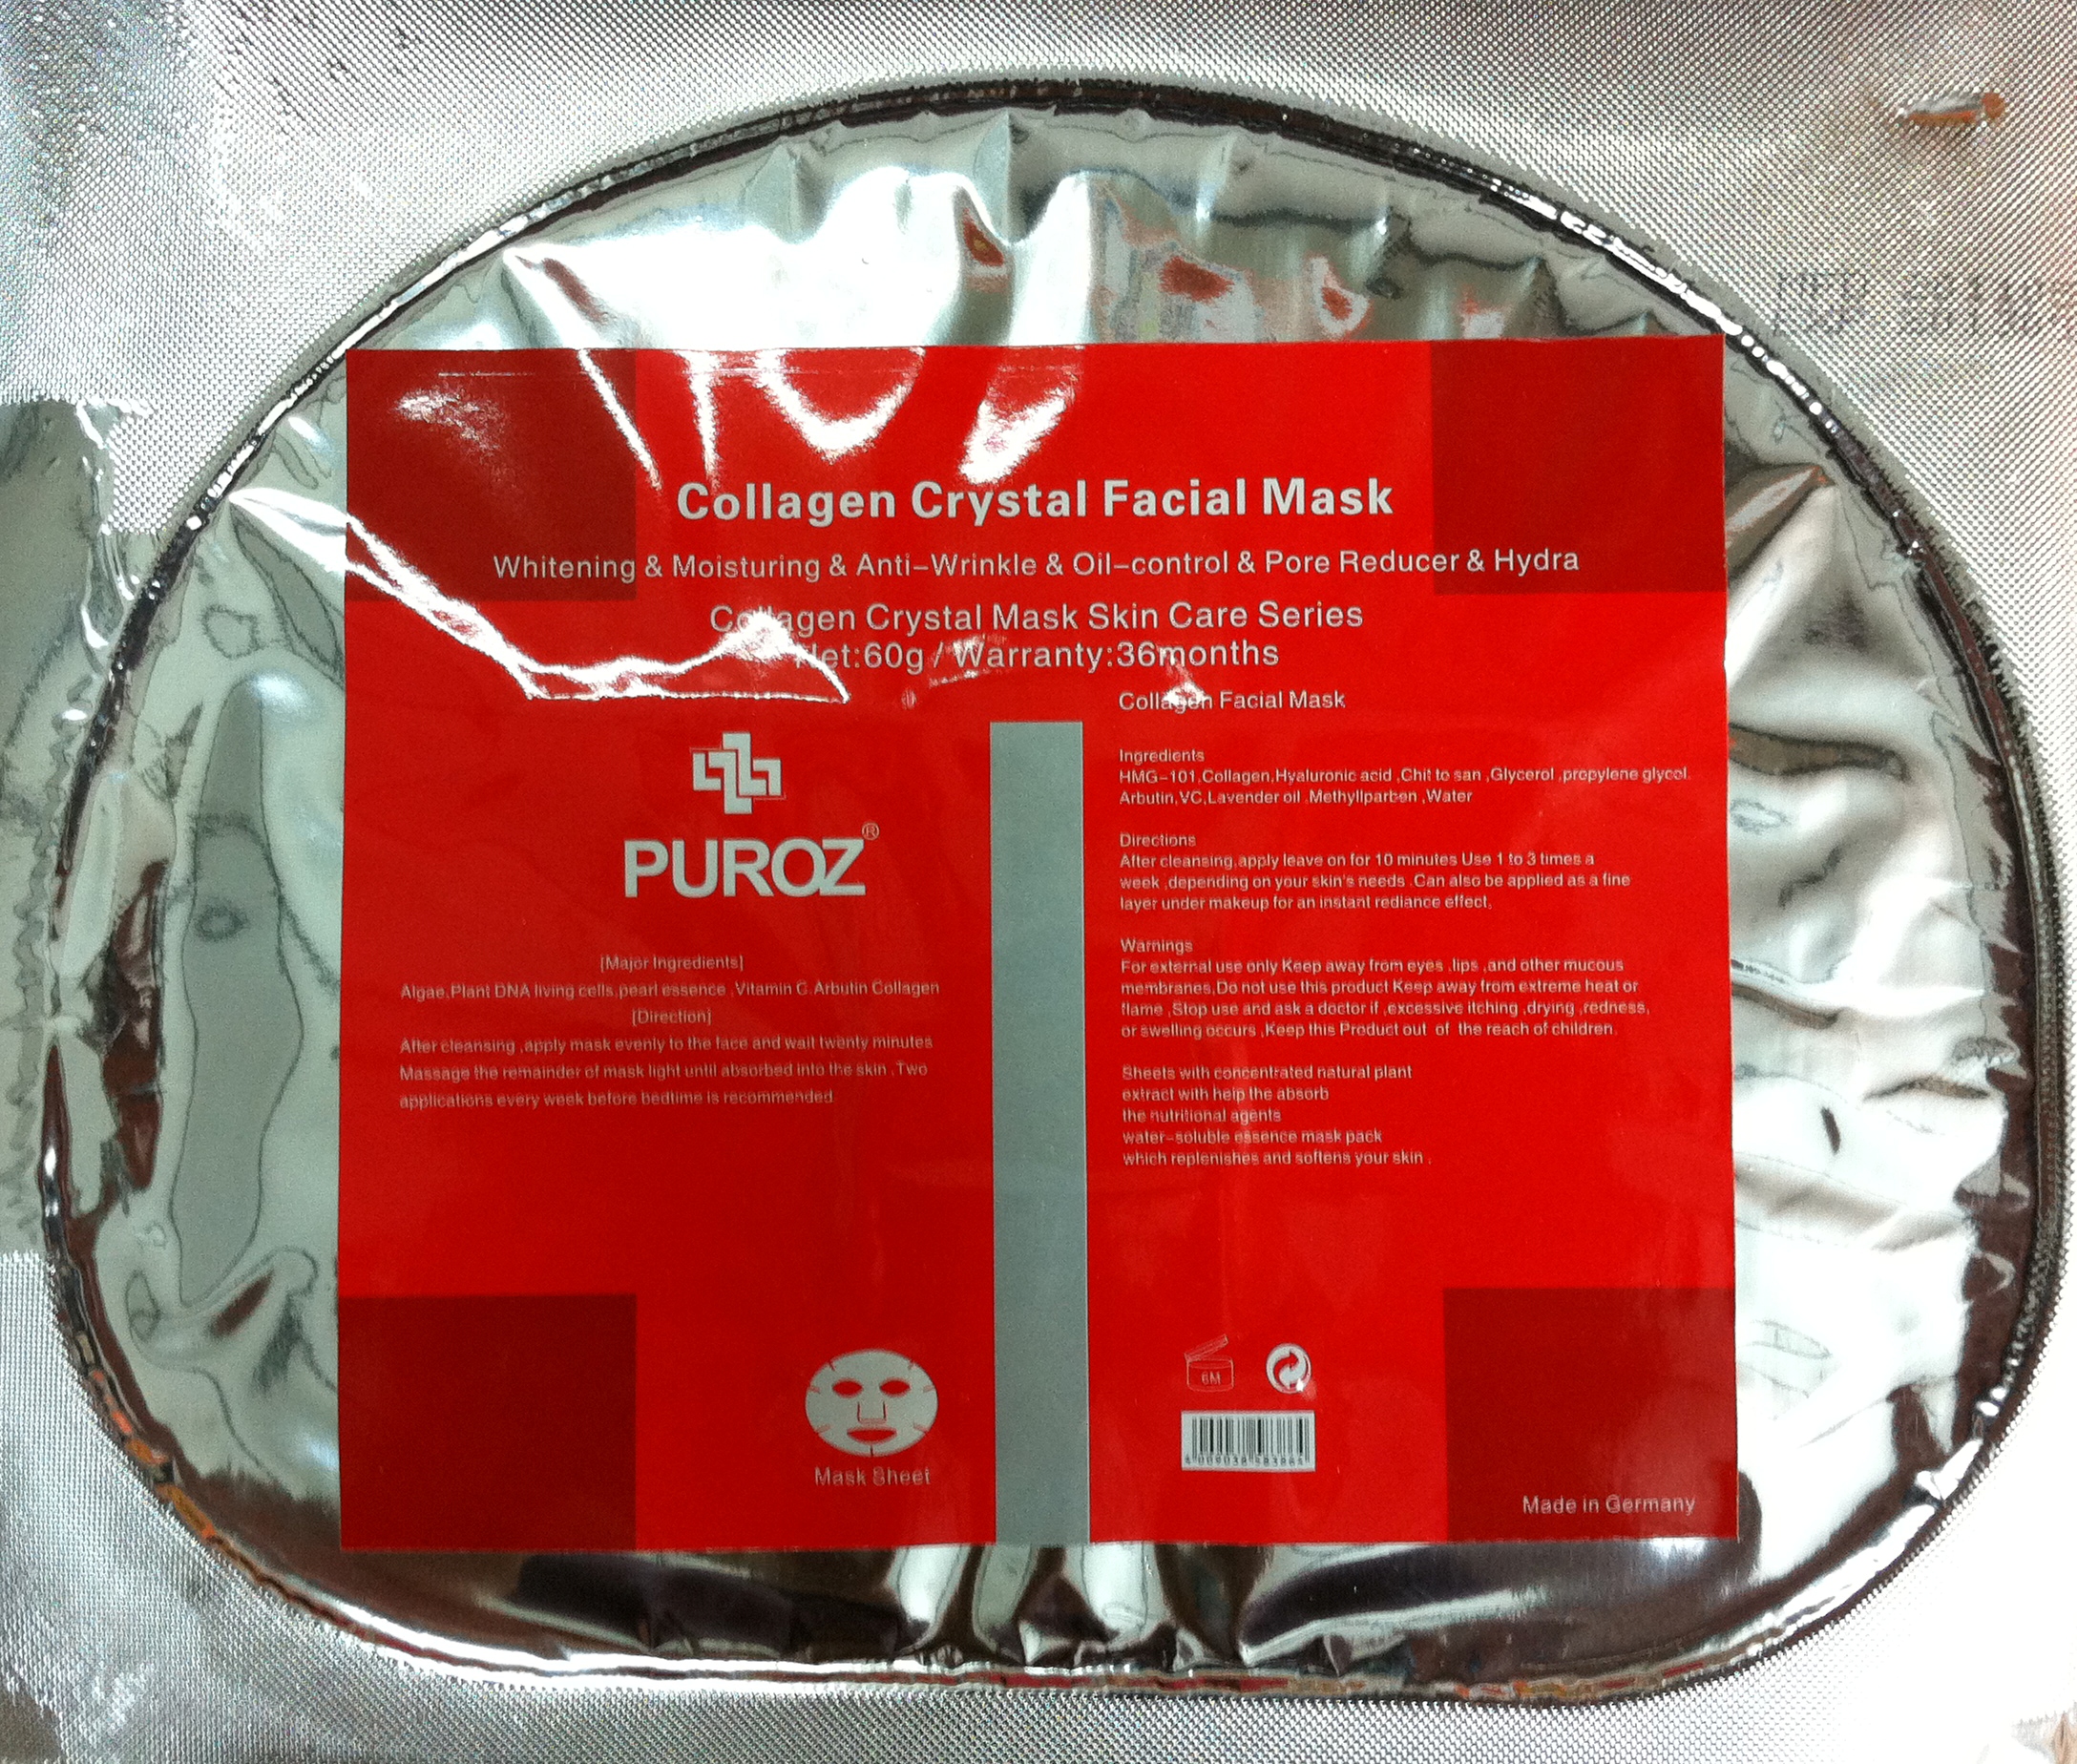 Collagen Crystal Facial Mask
Whitening & Moisturing & Anti-Wrinkle & Oil-control & Pore Reducer & Hydra
Collagen Crystal Mask Skin Care Series
Net:60g / Warranty:36months
PUROZ®
[Major Ingredients]
Algae,Plant DNA living cells,pearl essence ,Vitamin C,Arbutin Collagen
[Direction]
After cleansing ,apply mask evenly to the face and wait twenty minutes
Massage the remainder of mask light until absorbed into the skin .Two
applications every week before bedtime is recommended.
Mask Sheet
Collagen Facial Mask
Ingredients
HMG-101,Collagen,Hyaluronic acid ,Chit to san ,Glycerol ,propylene glycol.
Arbutin,VC,Lavender oil ,Methyllparben ,Water
Directions
After cleansing,apply leave on for 10 minutes Use 1 to 3 times a
week ,depending on your skin's needs .Can also be applied as a fine
layer under makeup for an instant rediance effect,
Warnings
For external use only Keep away from eyes ,lips ,and other mucous
membranes,Do not use this product Keep away from extreme heat or
flame ,Stop use and ask a doctor if ,excessive itching ,drying ,redness,
or swelling occurs ,Keep this Product out of the reach of children.
Sheets with concentrated natural plant
extract with help the absorb
the nutritional agents
water-soluble essence mask pack
which replenishes and softens your skin .
6M
Made in Germany